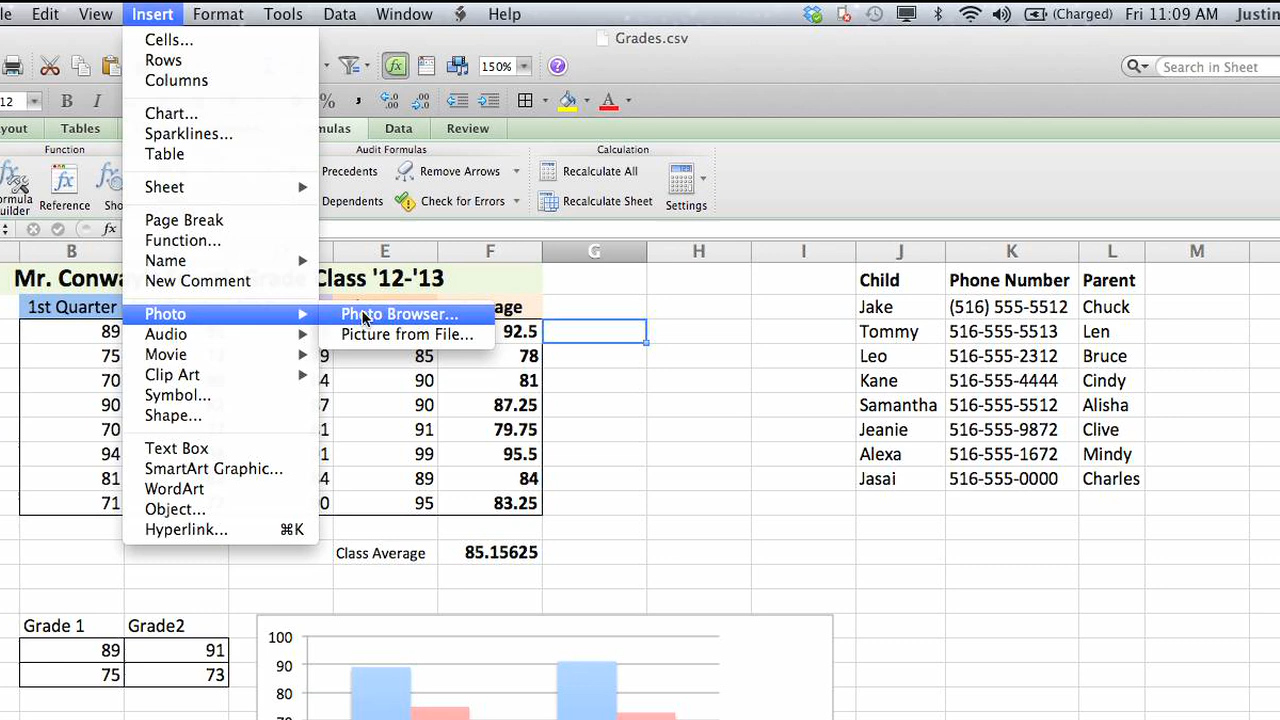 le Edit View Insert Format Tools Data Window Help (Charged) Fri 11:09 AM Justin
Grades.csv
150% Search in Sheet
12 B I % A
yout Tables mulas Data Review
Function Audit Formulas Calculation
fx Precedents Remove Arrows Recalculate All
ormula uilder Reference Sho Dependents Check for Errors Recalculate Sheet Settings
fx
Cells...
Rows
Columns
Chart...
Sparklines...
Table
Sheet
Page Break
Function...
Name
New Comment
Photo
Audio
Movie
Clip Art
Symbol...
Shape...
Text Box
SmartArt Graphic...
WordArt
Object...
Hyperlink... ⌘K
Photo Browser...
Picture from File...
B E F G H I J K L M
Mr. Conwa Class '12-'13 Child Phone Number Parent
1st Quarter age Jake (516) 555-5512 Chuck
89 92.5 Tommy 516-555-5513 Len
75 9 85 78 Leo 516-555-2312 Bruce
70 4 90 81 Kane 516-555-4444 Cindy
90 7 90 87.25 Samantha 516-555-5512 Alisha
70 1 91 79.75 Jeanie 516-555-9872 Clive
94 1 99 95.5 Alexa 516-555-1672 Mindy
81 4 89 84 Jasai 516-555-0000 Charles
71 0 95 83.25
Class Average 85.15625
Grade 1 Grade2
89 91
75 73
100
90
80